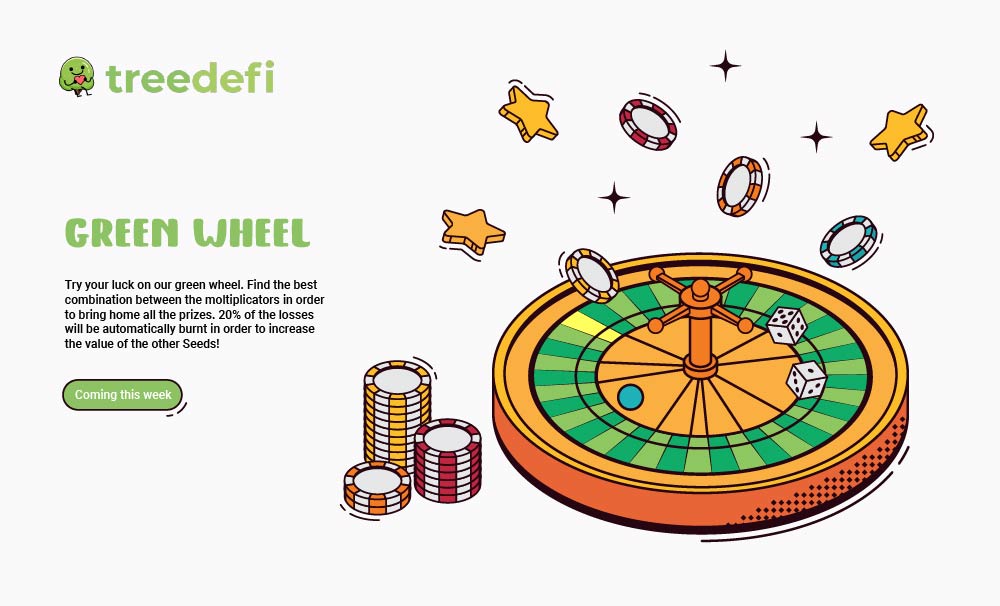 treedefi
GREEN WHEEL
Try your luck on our green wheel. Find the best
combination between the moltiplicators in order
to bring home all the prizes. 20% of the losses
will be automatically burnt in order to increase
the value of the other Seeds!
Coming this week